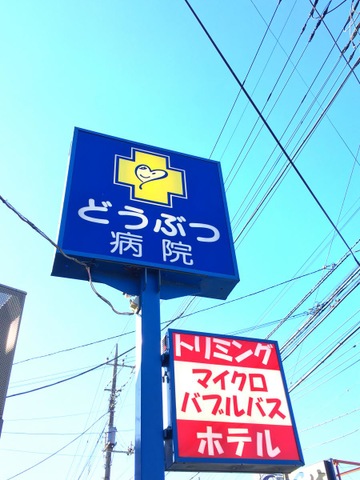 どうぶつ
病院
トリミング
マイクロ
バブルバス
ホテル